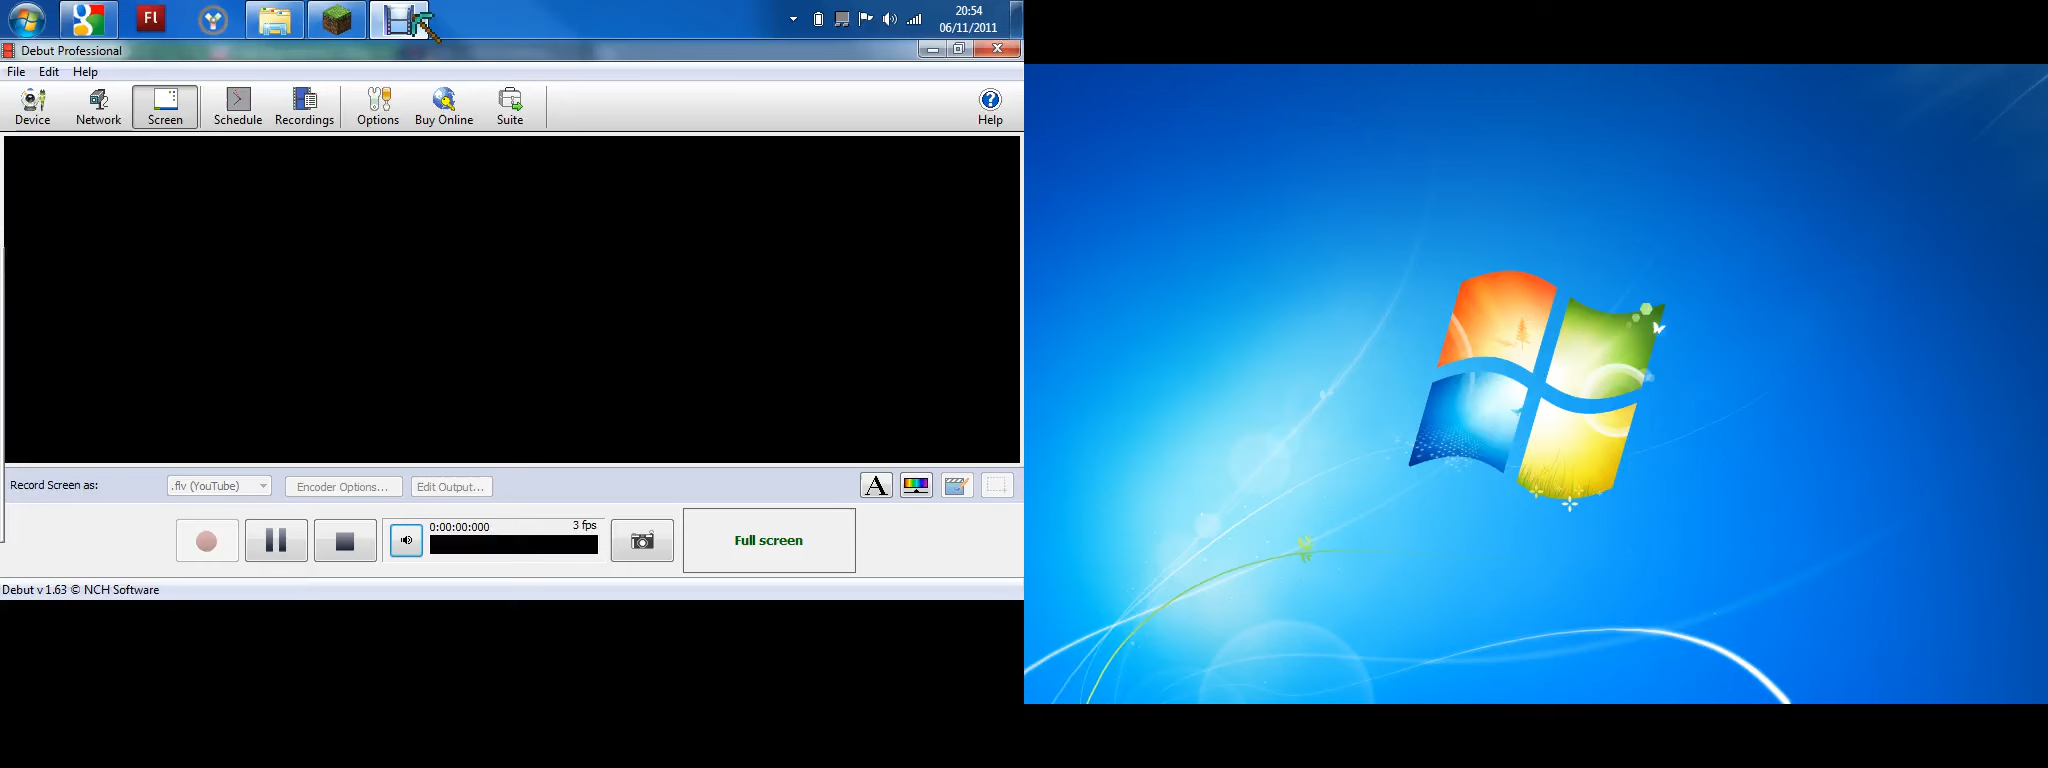 Fl
20:54
06/11/2011
Debut Professional
File Edit Help
Device Network Screen Schedule Recordings Options Buy Online Suite Help
Record Screen as: .flv (YouTube) Encoder Options... Edit Output... A
0:00:00:000 3 fps
Full screen
Debut v 1.63 © NCH Software